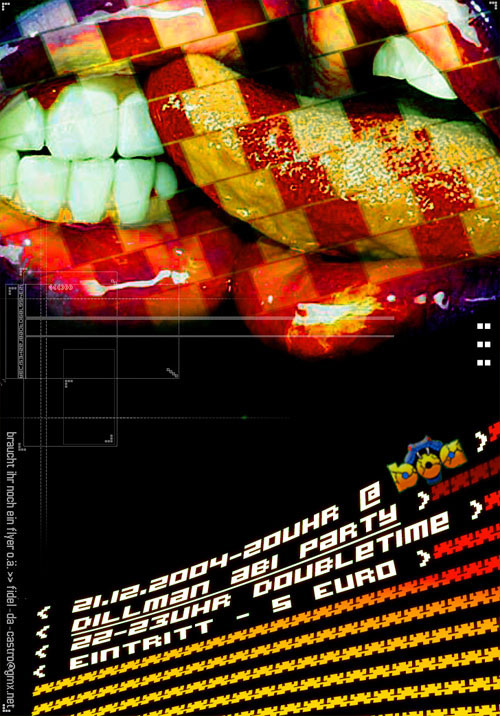 21.12.2004-20UHR @ bOQ
DILLMAN ABI PARTY
22-23UHR DOUBLETIME
EINTRITT - 5 EURO
braucht ihr noch ein flyer o.ä. >> fidel-da-castro@gmx.net